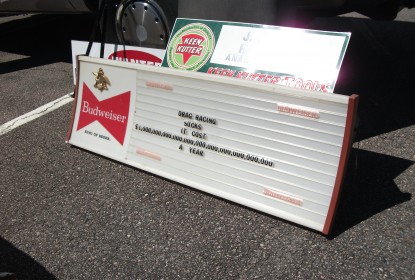 KEEN
KUTTER
KEEN KUTTER TOOLS
Budweiser
KING OF BEERS.
DRAG RACING
SUCKS
IT COST
$1,000,000,000,000,000,000,000,000,000,000
A YEAR